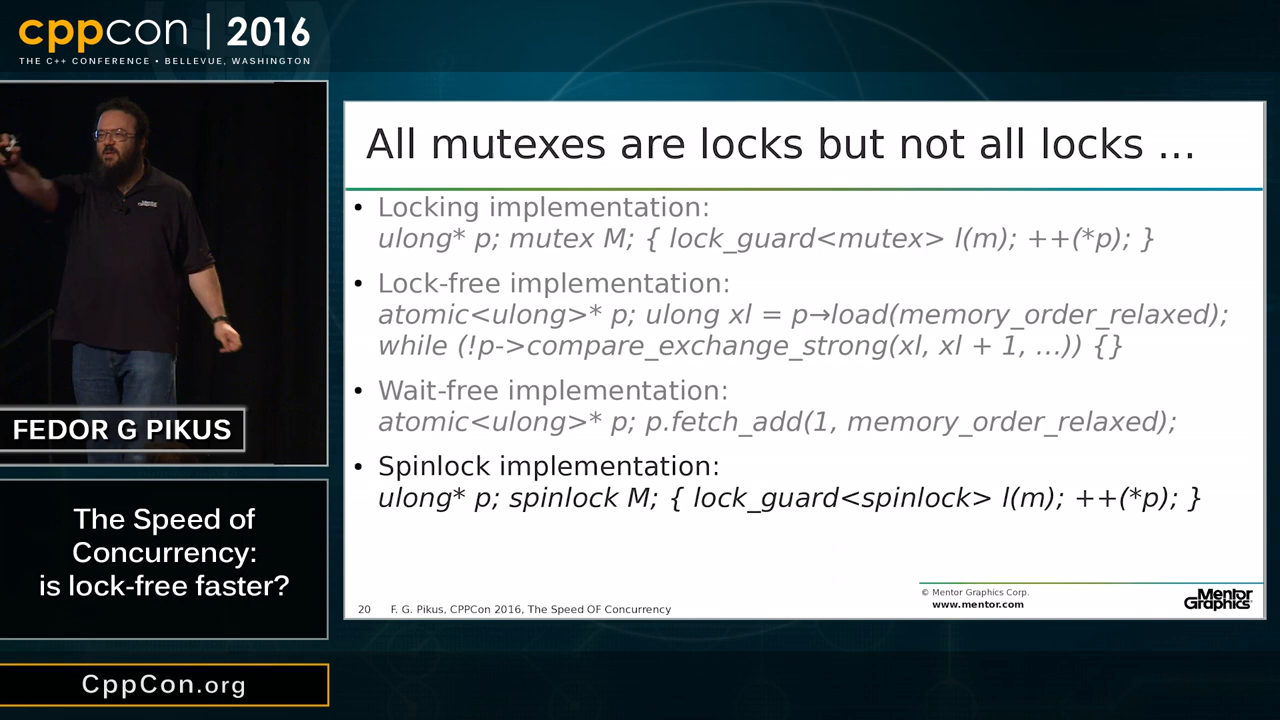 cppcon | 2016
THE C++ CONFERENCE • BELLEVUE, WASHINGTON
Mentor
Graphics
FEDOR G PIKUS
The Speed of
Concurrency:
is lock-free faster?
CppCon.org
All mutexes are locks but not all locks ...
• Locking implementation:
ulong* p; mutex M; { lock_guard<mutex> l(m); ++(*p); }
• Lock-free implementation:
atomic<ulong>* p; ulong xl = p→load(memory_order_relaxed);
while (!p->compare_exchange_strong(xl, xl + 1, ...)) {}
• Wait-free implementation:
atomic<ulong>* p; p.fetch_add(1, memory_order_relaxed);
• Spinlock implementation:
ulong* p; spinlock M; { lock_guard<spinlock> l(m); ++(*p); }
20 F. G. Pikus, CPPCon 2016, The Speed OF Concurrency
© Mentor Graphics Corp.
www.mentor.com
Mentor
Graphics